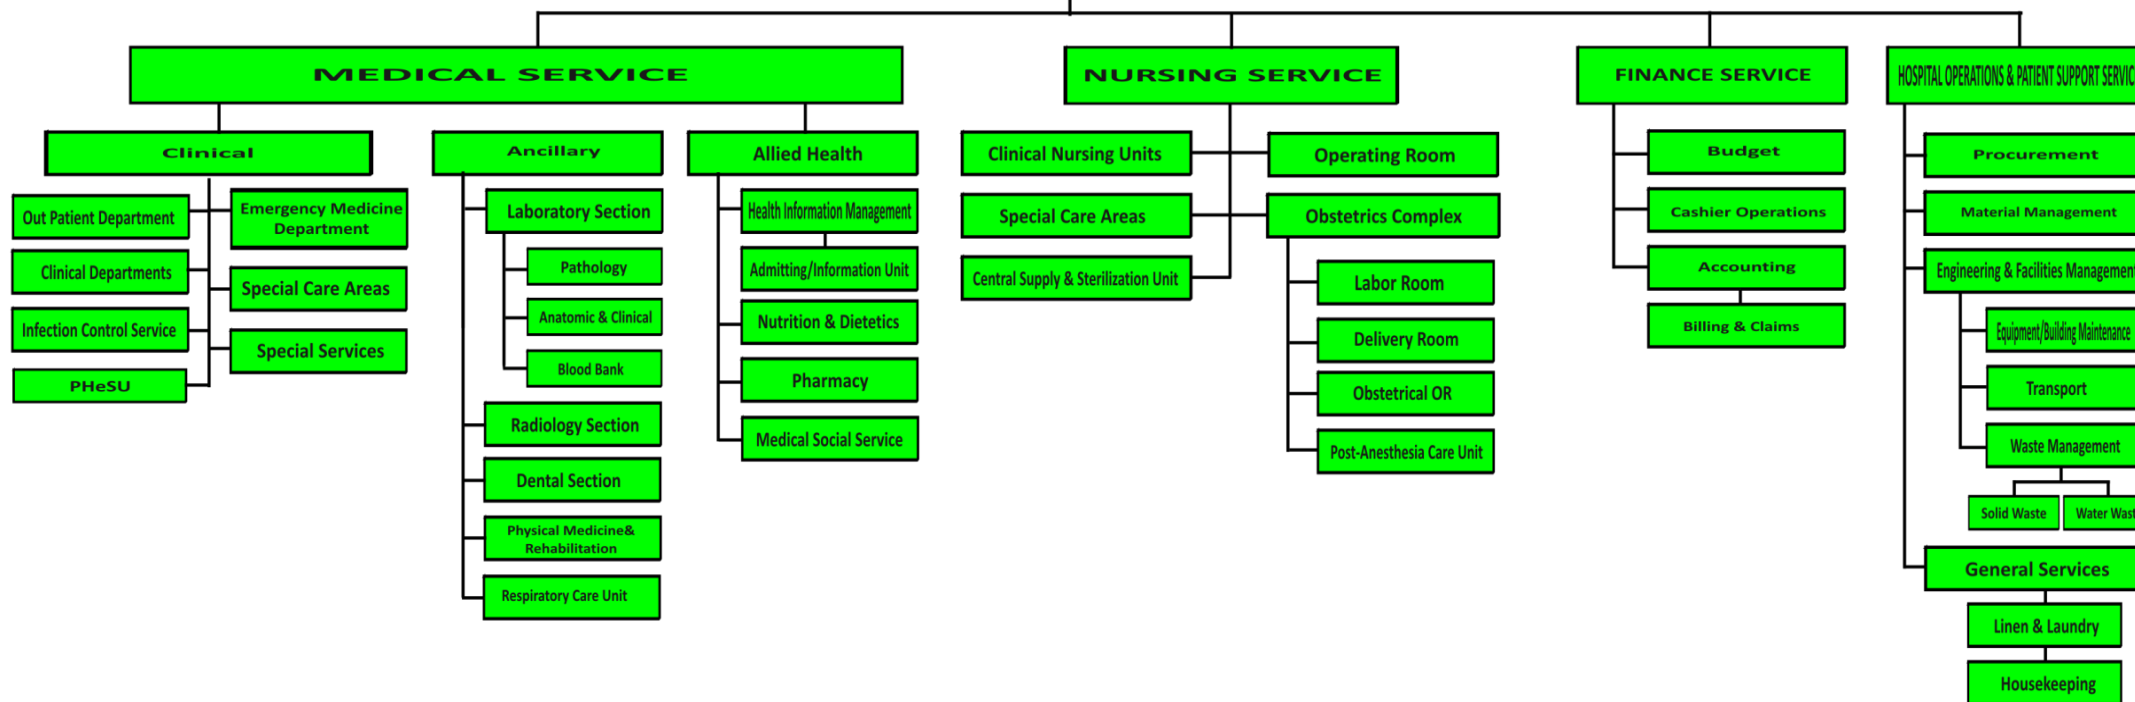 MEDICAL SERVICE
NURSING SERVICE
FINANCE SERVICE
HOSPITAL OPERATIONS & PATIENT SUPPORT SERVIC
Clinical
Out Patient Department
Emergency Medicine
Department
Clinical Departments
Special Care Areas
Infection Control Service
Special Services
PHeSU
Ancillary
Laboratory Section
Pathology
Anatomic & Clinical
Blood Bank
Radiology Section
Dental Section
Physical Medicine&
Rehabilitation
Respiratory Care Unit
Allied Health
Health Information Management
Admitting/Information Unit
Nutrition & Dietetics
Pharmacy
Medical Social Service
Clinical Nursing Units
Operating Room
Special Care Areas
Obstetrics Complex
Central Supply & Sterilization Unit
Labor Room
Delivery Room
Obstetrical OR
Post-Anesthesia Care Unit
Budget
Cashier Operations
Accounting
Billing & Claims
Procurement
Material Management
Engineering & Facilities Management
Equipment/Building Maintenance
Transport
Waste Management
Solid Waste
Water Wast
General Services
Linen & Laundry
Housekeeping